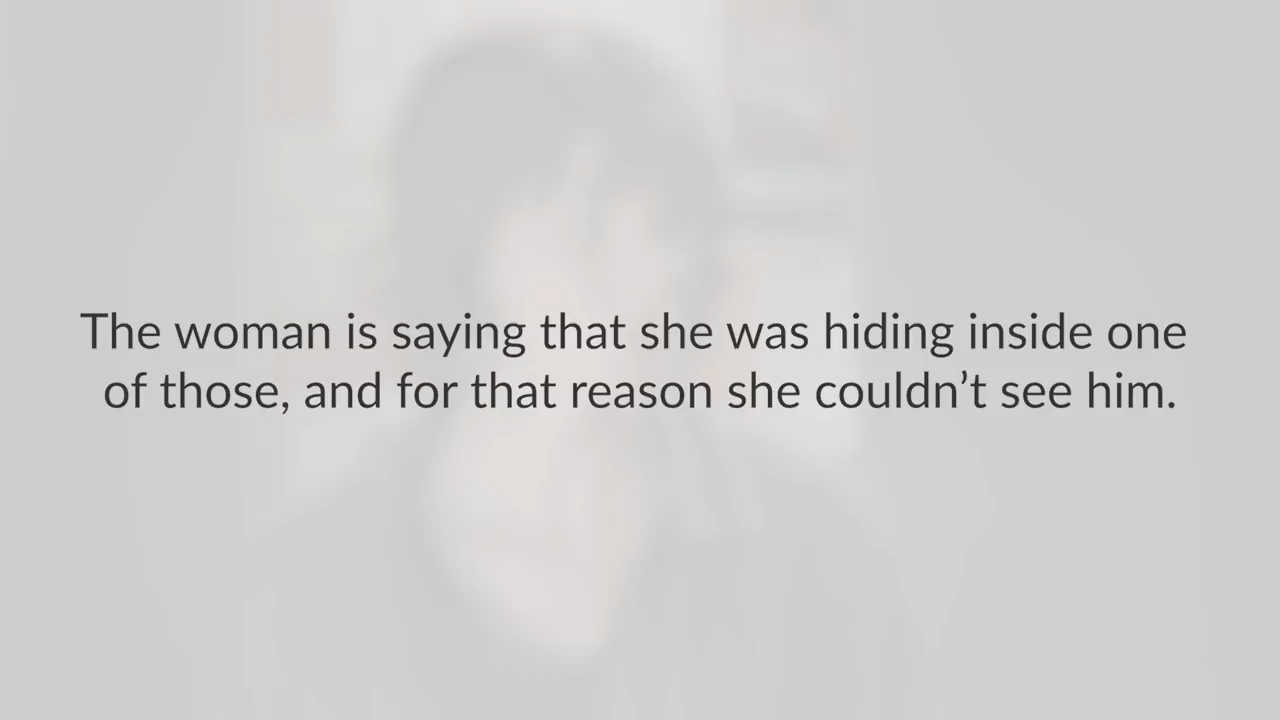 The woman is saying that she was hiding inside one
of those, and for that reason she couldn’t see him.